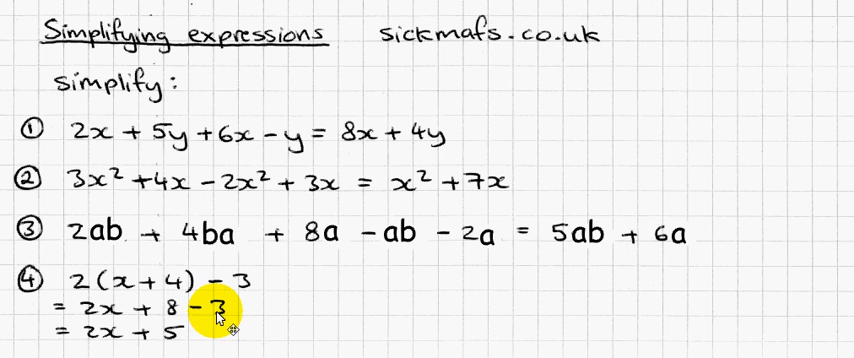 Simplifying expressions sickmafs.co.uk
simplify:
① 2x + 5y + 6x - y = 8x + 4y
② 3x² + 4x - 2x² + 3x = x² + 7x
③ 2ab + 4ba + 8a - ab - 2a = 5ab + 6a
④ 2(x + 4) - 3
= 2x + 8 - 3
= 2x + 5